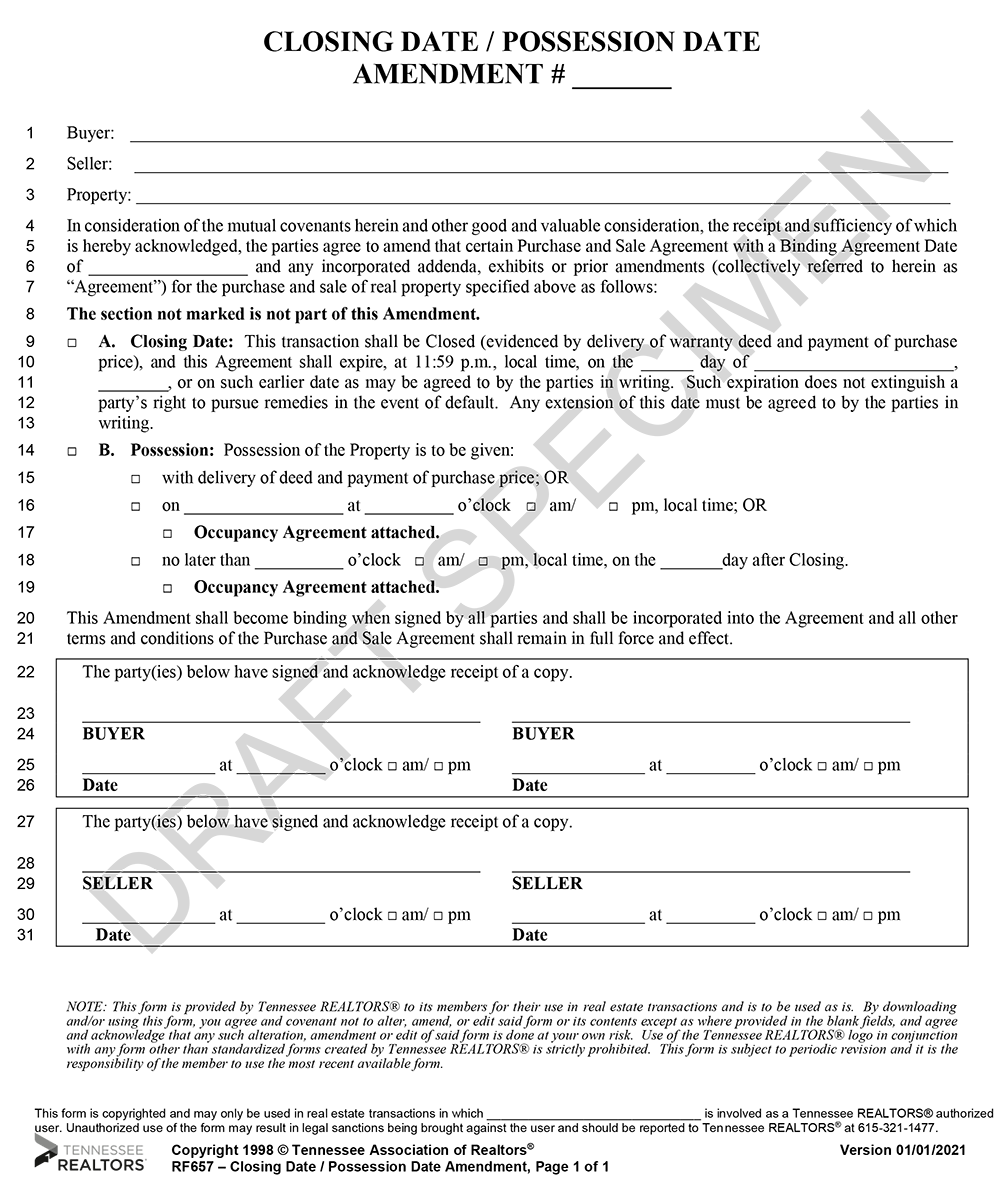 CLOSING DATE / POSSESSION DATE
AMENDMENT # _______
1 Buyer: ____________________
2 Seller: ____________________
3 Property: ____________________
4 In consideration of the mutual covenants herein and other good and valuable consideration, the receipt and sufficiency of which
5 is hereby acknowledged, the parties agree to amend that certain Purchase and Sale Agreement with a Binding Agreement Date
6 of __________________ and any incorporated addenda, exhibits or prior amendments (collectively referred to herein as
7 “Agreement”) for the purchase and sale of real property specified above as follows:
8 The section not marked is not part of this Amendment.
9 □ A. Closing Date: This transaction shall be Closed (evidenced by delivery of warranty deed and payment of purchase
10 price), and this Agreement shall expire, at 11:59 p.m., local time, on the ______ day of _______________________,
11 ________, or on such earlier date as may be agreed to by the parties in writing. Such expiration does not extinguish a
12 party’s right to pursue remedies in the event of default. Any extension of this date must be agreed to by the parties in
13 writing.
14 □ B. Possession: Possession of the Property is to be given:
15 □ with delivery of deed and payment of purchase price; OR
16 □ on __________________ at __________ o’clock □ am/ □ pm, local time; OR
17 □ Occupancy Agreement attached.
18 □ no later than __________ o’clock □ am/ □ pm, local time, on the _______day after Closing.
19 □ Occupancy Agreement attached.
20 This Amendment shall become binding when signed by all parties and shall be incorporated into the Agreement and all other
21 terms and conditions of the Purchase and Sale Agreement shall remain in full force and effect.
22 The party(ies) below have signed and acknowledge receipt of a copy.
23 ____________________ ____________________
24 BUYER BUYER
25 _______________ at __________ o’clock □ am/ □ pm _______________ at __________ o’clock □ am/ □ pm
26 Date Date
27 The party(ies) below have signed and acknowledge receipt of a copy.
28 ____________________ ____________________
29 SELLER SELLER
30 _______________ at __________ o’clock □ am/ □ pm _______________ at __________ o’clock □ am/ □ pm
31 Date Date
DRAFT SPECIMEN
NOTE: This form is provided by Tennessee REALTORS® to its members for their use in real estate transactions and is to be used as is. By downloading
and/or using this form, you agree and covenant not to alter, amend, or edit said form or its contents except as where provided in the blank fields, and agree
and acknowledge that any such alteration, amendment or edit of said form is done at your own risk. Use of the Tennessee REALTORS® logo in conjunction
with any form other than standardized forms created by Tennessee REALTORS® is strictly prohibited. This form is subject to periodic revision and it is the
responsibility of the member to use the most recent available form.
This form is copyrighted and may only be used in real estate transactions in which ______________________________ is involved as a Tennessee REALTORS® authorized
user. Unauthorized use of the form may result in legal sanctions being brought against the user and should be reported to Tennessee REALTORS® at 615-321-1477.
TENNESSEE
REALTORS®
Copyright 1998 © Tennessee Association of Realtors®
RF657 – Closing Date / Possession Date Amendment, Page 1 of 1
Version 01/01/2021